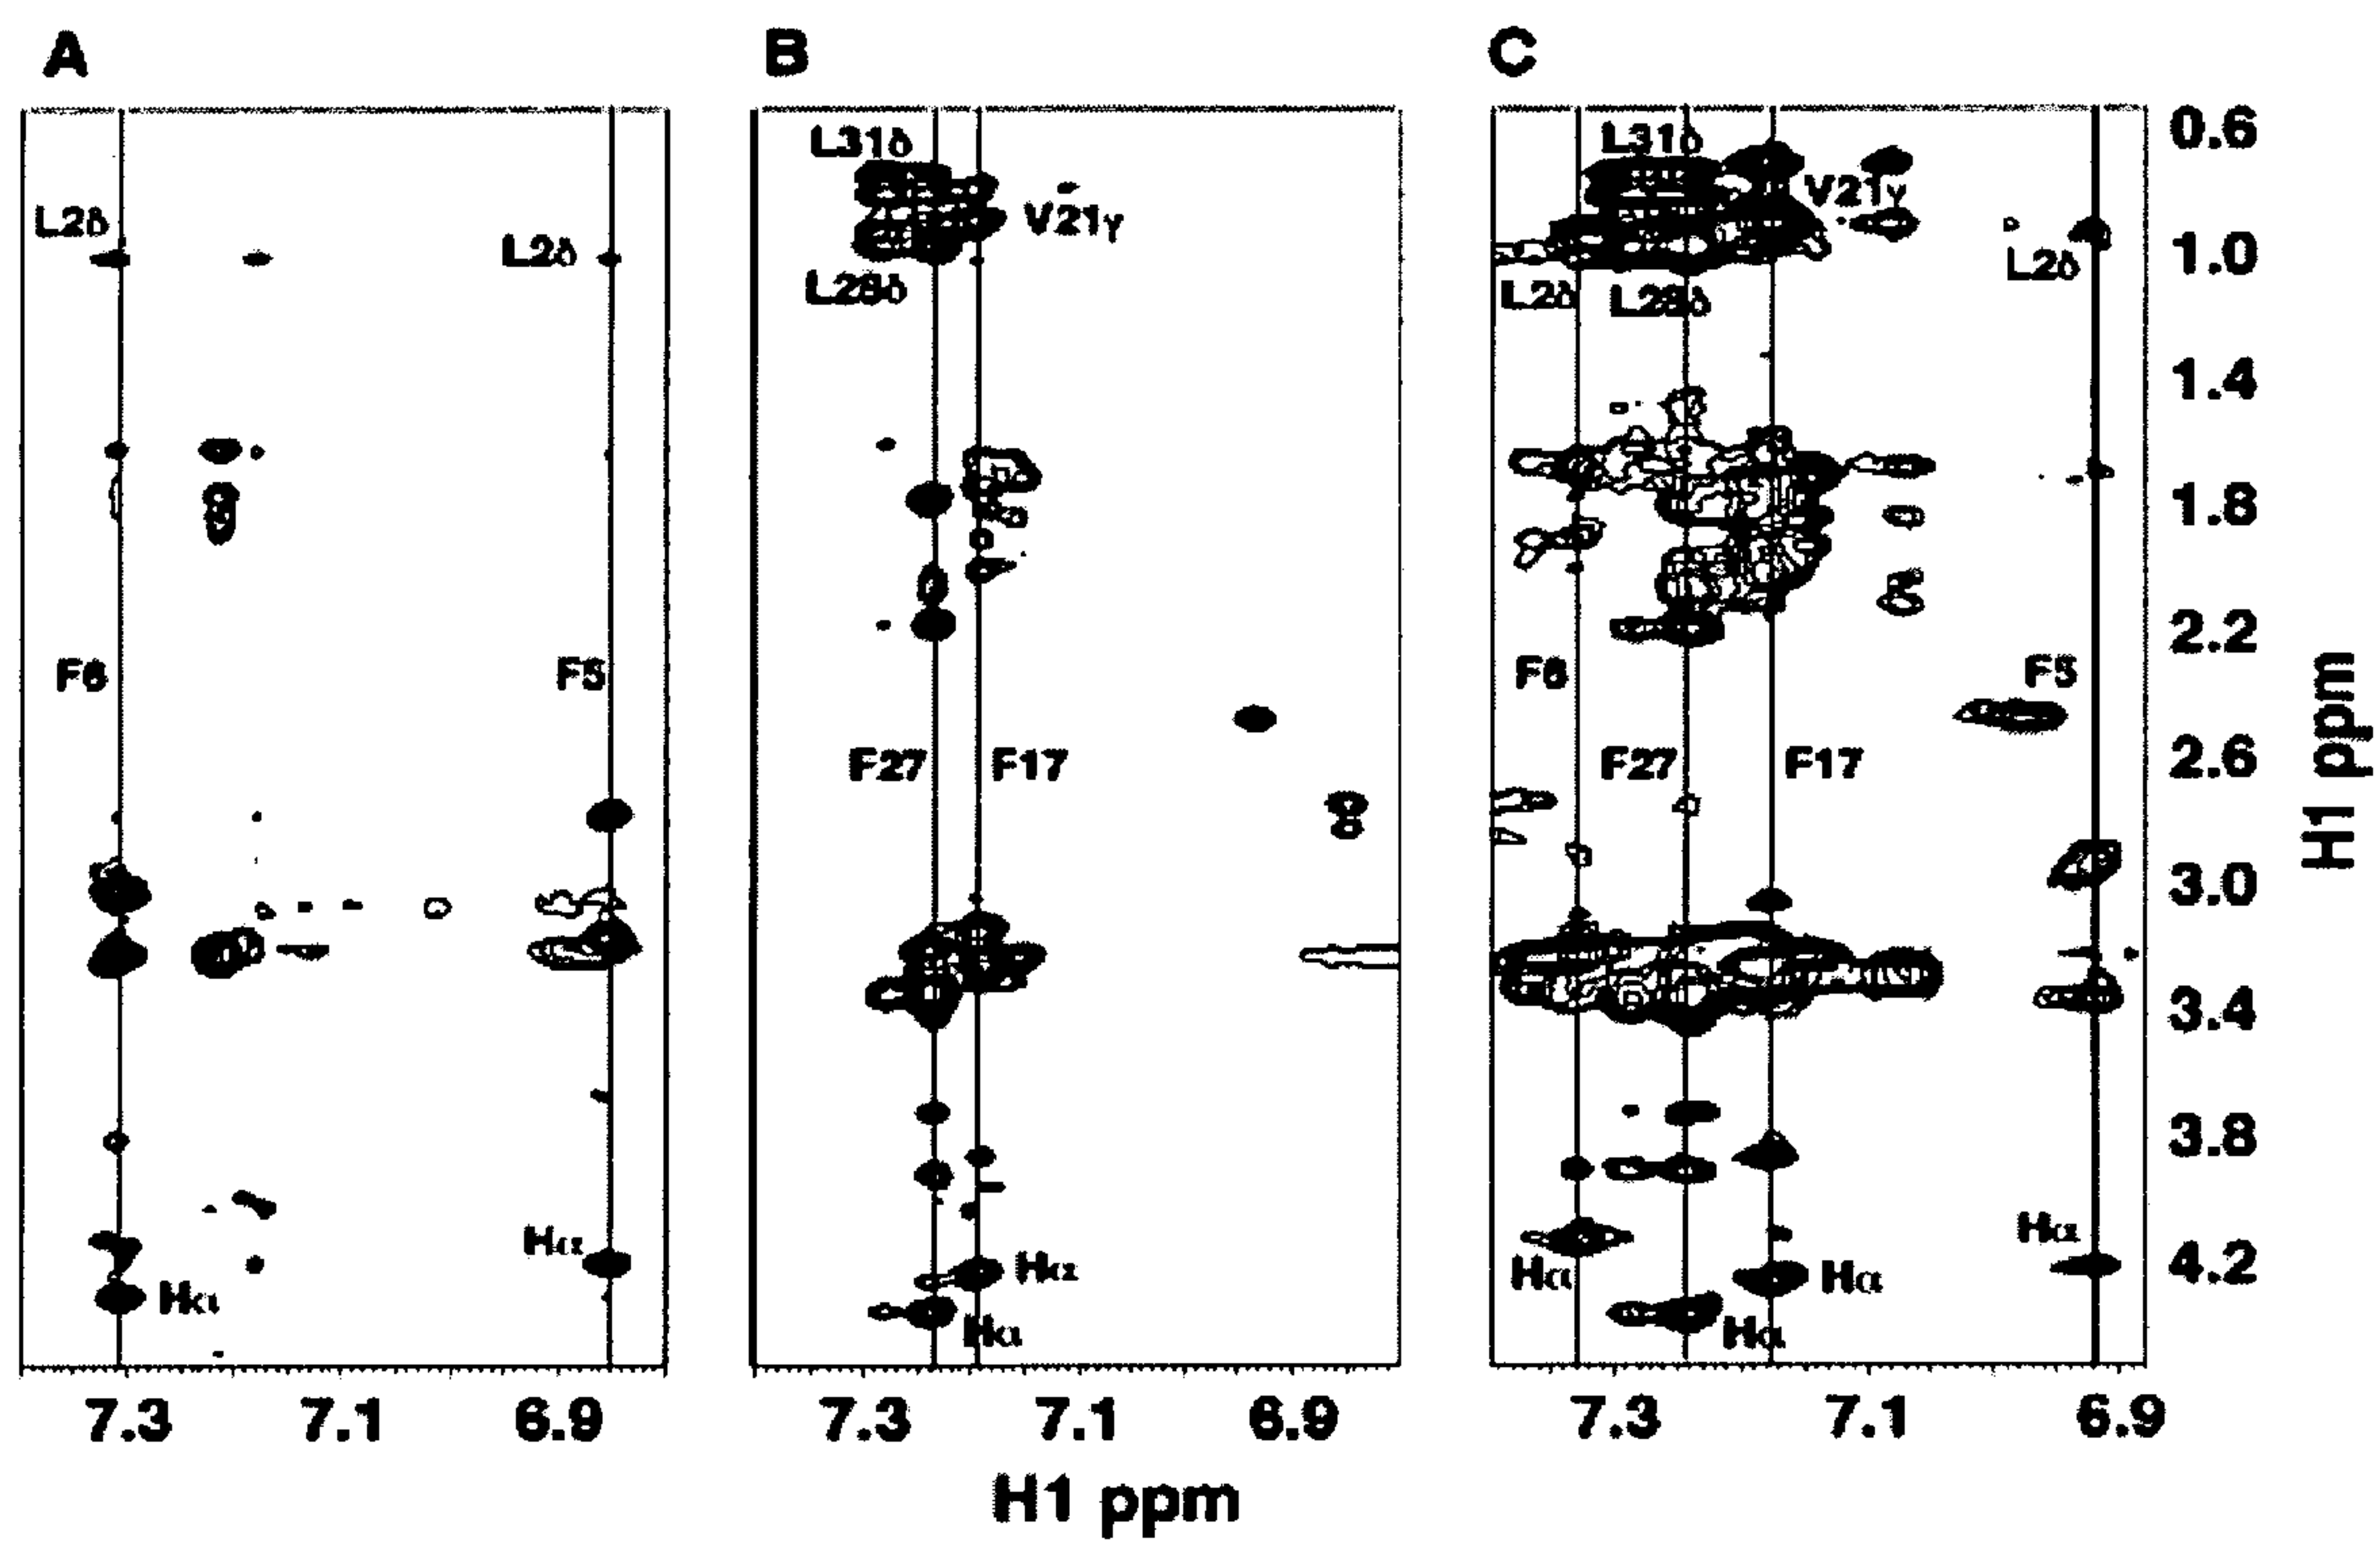 A B C
L31δ L31δ 0.6
L2δ L2δ V21γ V21γ
L28δ L2δ L28δ L2δ 1.0
1.4
1.8
2.2
F6 F5 F6 F5
F27 F17 F27 F17 2.6
H1 ppm
3.0
3.4
3.8
Hα Hα Hα Hα Hα Hα 4.2
Hα Hα
7.3 7.1 6.9 7.3 7.1 6.9 7.3 7.1 6.9
H1 ppm